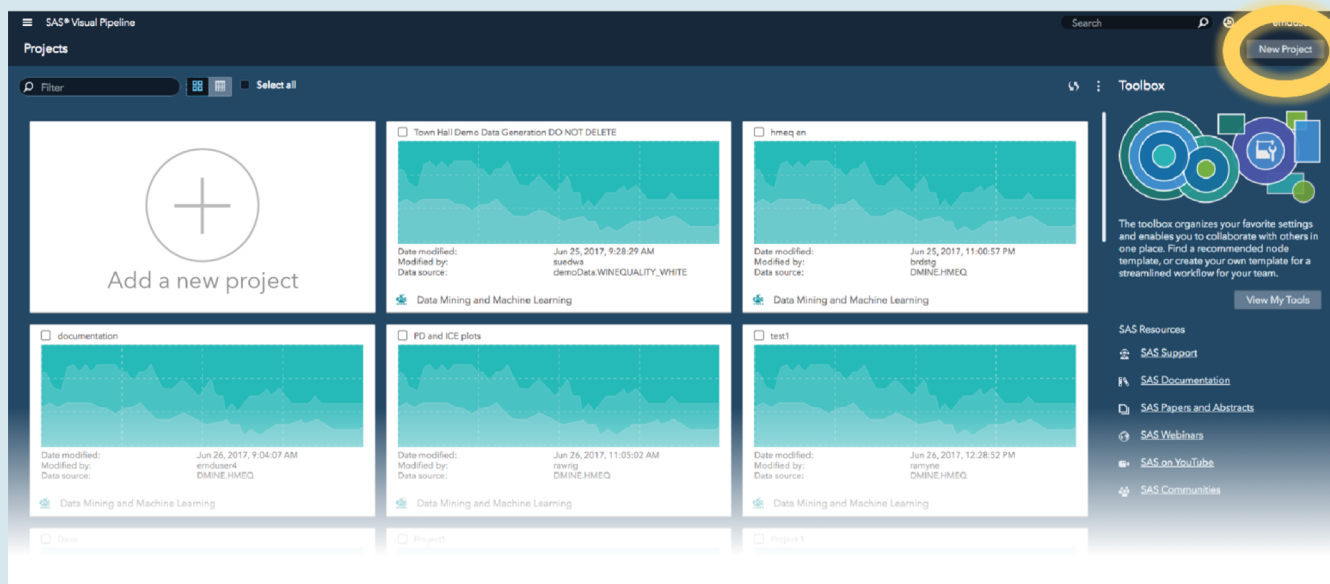 SAS® Visual Pipeline
Search
Projects
New Project
Filter
Select all
Toolbox
Add a new project
Town Hall Demo Data Generation DO NOT DELETE
Date modified: Jun 25, 2017, 9:28:29 AM
Modified by: suedwa
Data source: demoData.WINEQUALITY_WHITE
Data Mining and Machine Learning
hmeq en
Date modified: Jun 25, 2017, 11:00:57 PM
Modified by: brdstg
Data source: DMINE.HMEQ
Data Mining and Machine Learning
The toolbox organizes your favorite settings
and enables you to collaborate with others in
one place. Find a recommended node
template, or create your own template for a
streamlined workflow for your team.
View My Tools
documentation
Date modified: Jun 26, 2017, 9:04:07 AM
Modified by: emduser4
Data source: DMINE.HMEQ
Data Mining and Machine Learning
PD and ICE plots
Date modified: Jun 26, 2017, 11:05:02 AM
Modified by: rawrig
Data source: DMINE.HMEQ
Data Mining and Machine Learning
test1
Date modified: Jun 26, 2017, 12:28:52 PM
Modified by: ramyne
Data source: DMINE.HMEQ
Data Mining and Machine Learning
SAS Resources
SAS Support
SAS Documentation
SAS Papers and Abstracts
SAS Webinars
SAS on YouTube
SAS Communities
Project1
Project 1